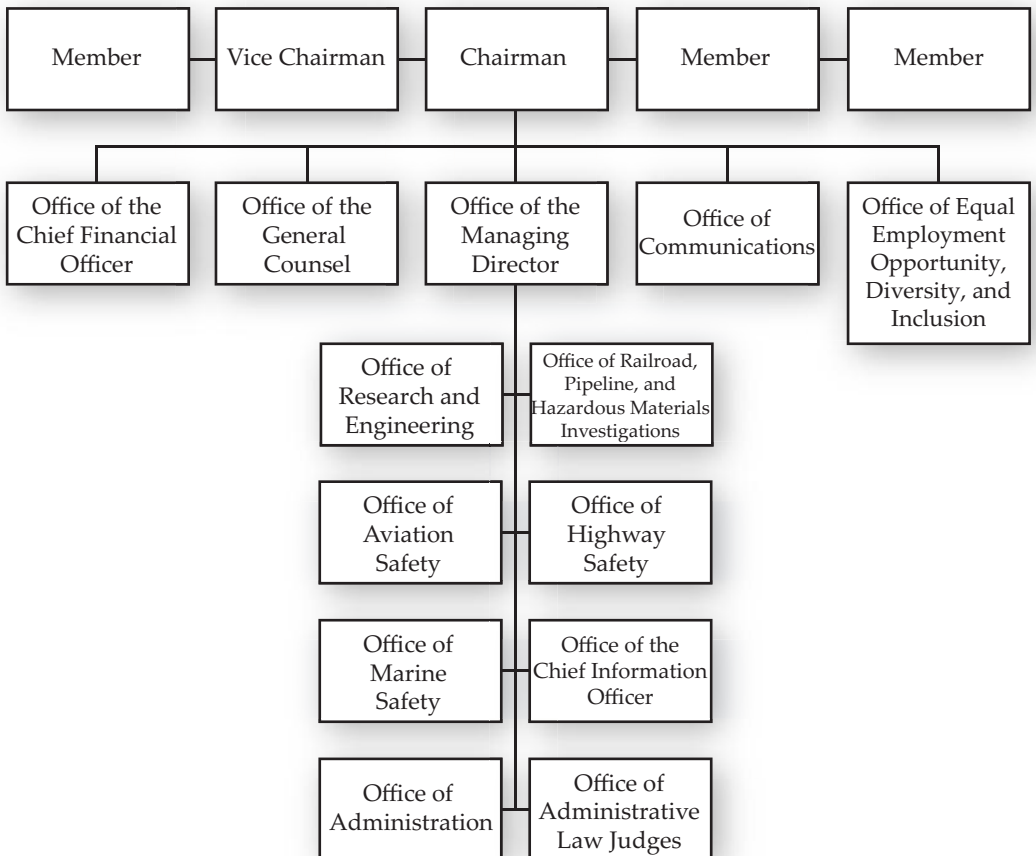 Member
Vice Chairman
Chairman
Member
Member
Office of the
Chief Financial
Officer
Office of the
General
Counsel
Office of the
Managing
Director
Office of
Communications
Office of Equal
Employment
Opportunity,
Diversity, and
Inclusion
Office of
Research and
Engineering
Office of Railroad,
Pipeline, and
Hazardous Materials
Investigations
Office of
Aviation
Safety
Office of
Highway
Safety
Office of
Marine
Safety
Office of the
Chief Information
Officer
Office of
Administration
Office of
Administrative
Law Judges